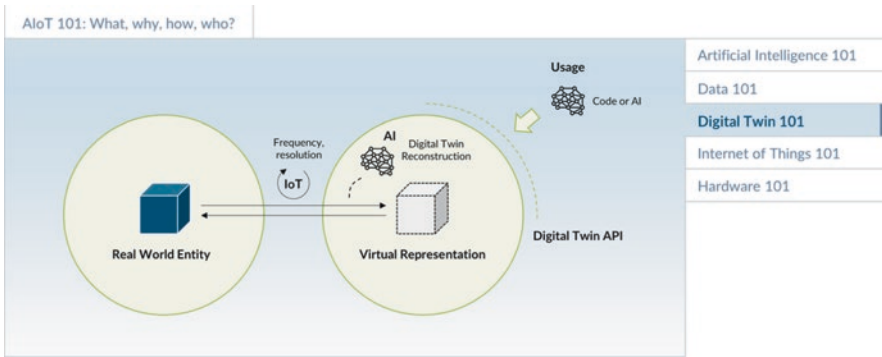 AIoT 101: What, why, how, who?
Usage
Code or AI
Frequency,
resolution
IoT
AI
Digital Twin
Reconstruction
Real World Entity
Virtual Representation
Digital Twin API
Artificial Intelligence 101
Data 101
Digital Twin 101
Internet of Things 101
Hardware 101